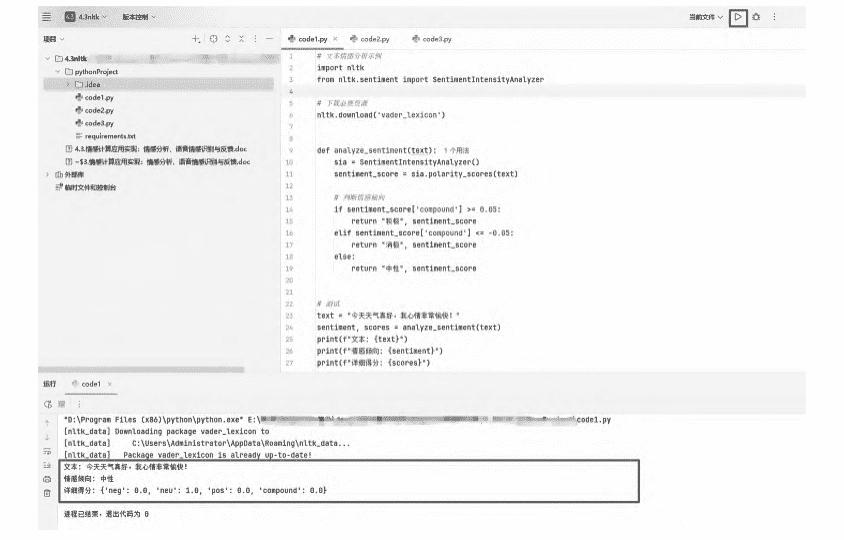 4.3 4.3nltk 版本控制 当前文件
项目
code1.py × code2.py code3.py
4.3nltk
pythonProject
.idea
code1.py
code2.py
code3.py
requirements.txt
4.3.情感计算应用实现：情感分析、语音情感识别与反馈.doc
~$3.情感计算应用实现：情感分析、语音情感识别与反馈.doc
外部库
临时文件和控制台
1 # 文本情感分析示例
2 import nltk
3 from nltk.sentiment import SentimentIntensityAnalyzer
4
5 # 下载必要资源
6 nltk.download('vader_lexicon')
7
8
9 def analyze_sentiment(text): 1 个用法
10 sia = SentimentIntensityAnalyzer()
11 sentiment_score = sia.polarity_scores(text)
12
13 # 判断情感倾向
14 if sentiment_score['compound'] >= 0.05:
15 return "积极", sentiment_score
16 elif sentiment_score['compound'] <= -0.05:
17 return "消极", sentiment_score
18 else:
19 return "中性", sentiment_score
20
21
22 # 测试
23 text = "今天天气真好，我心情非常愉快！"
24 sentiment, scores = analyze_sentiment(text)
25 print(f"文本: {text}")
26 print(f"情感倾向: {sentiment}")
27 print(f"详细得分: {scores}")
运行 code1 ×
"D:\Program Files (x86)\python\python.exe" E:\ code1.py
[nltk_data] Downloading package vader_lexicon to
[nltk_data] C:\Users\Administrator\AppData\Roaming\nltk_data...
[nltk_data] Package vader_lexicon is already up-to-date!
文本: 今天天气真好，我心情非常愉快！
情感倾向: 中性
详细得分: {'neg': 0.0, 'neu': 1.0, 'pos': 0.0, 'compound': 0.0}
进程已结束，退出代码为 0